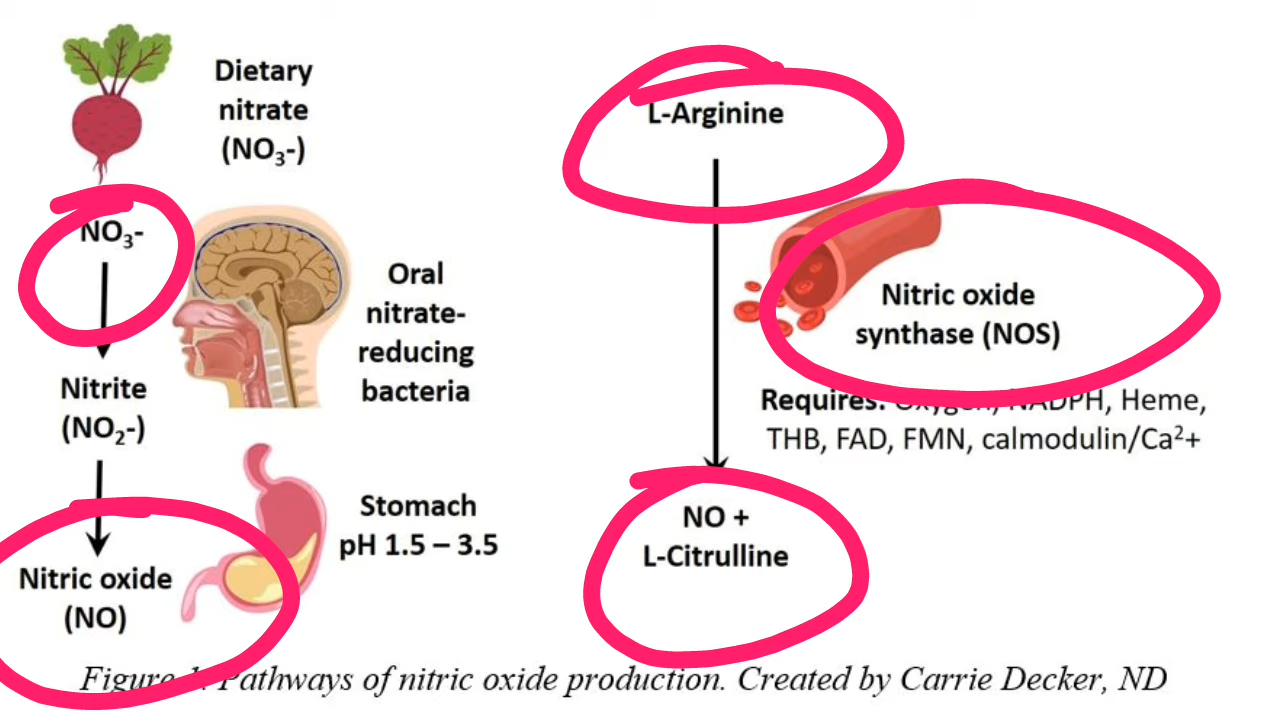 Dietary
nitrate
(NO₃-)
NO₃-
Oral
nitrate-
reducing
bacteria
Nitrite
(NO₂-)
Stomach
pH 1.5 – 3.5
Nitric oxide
(NO)
L-Arginine
Nitric oxide
synthase (NOS)
Requires: Oxygen, NADPH, Heme,
THB, FAD, FMN, calmodulin/Ca²+
NO +
L-Citrulline
Figure 1. Pathways of nitric oxide production. Created by Carrie Decker, ND